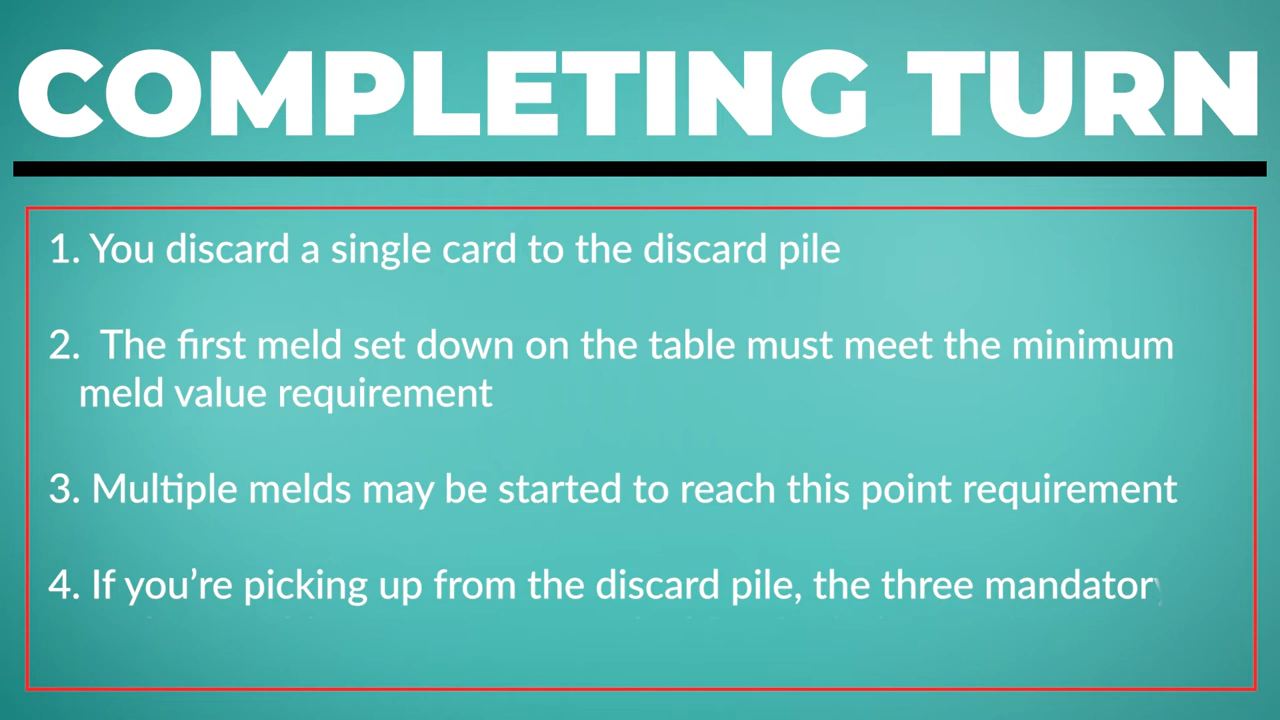 COMPLETING TURN
1. You discard a single card to the discard pile
2. The first meld set down on the table must meet the minimum
meld value requirement
3. Multiple melds may be started to reach this point requirement
4. If you're picking up from the discard pile, the three mandatory